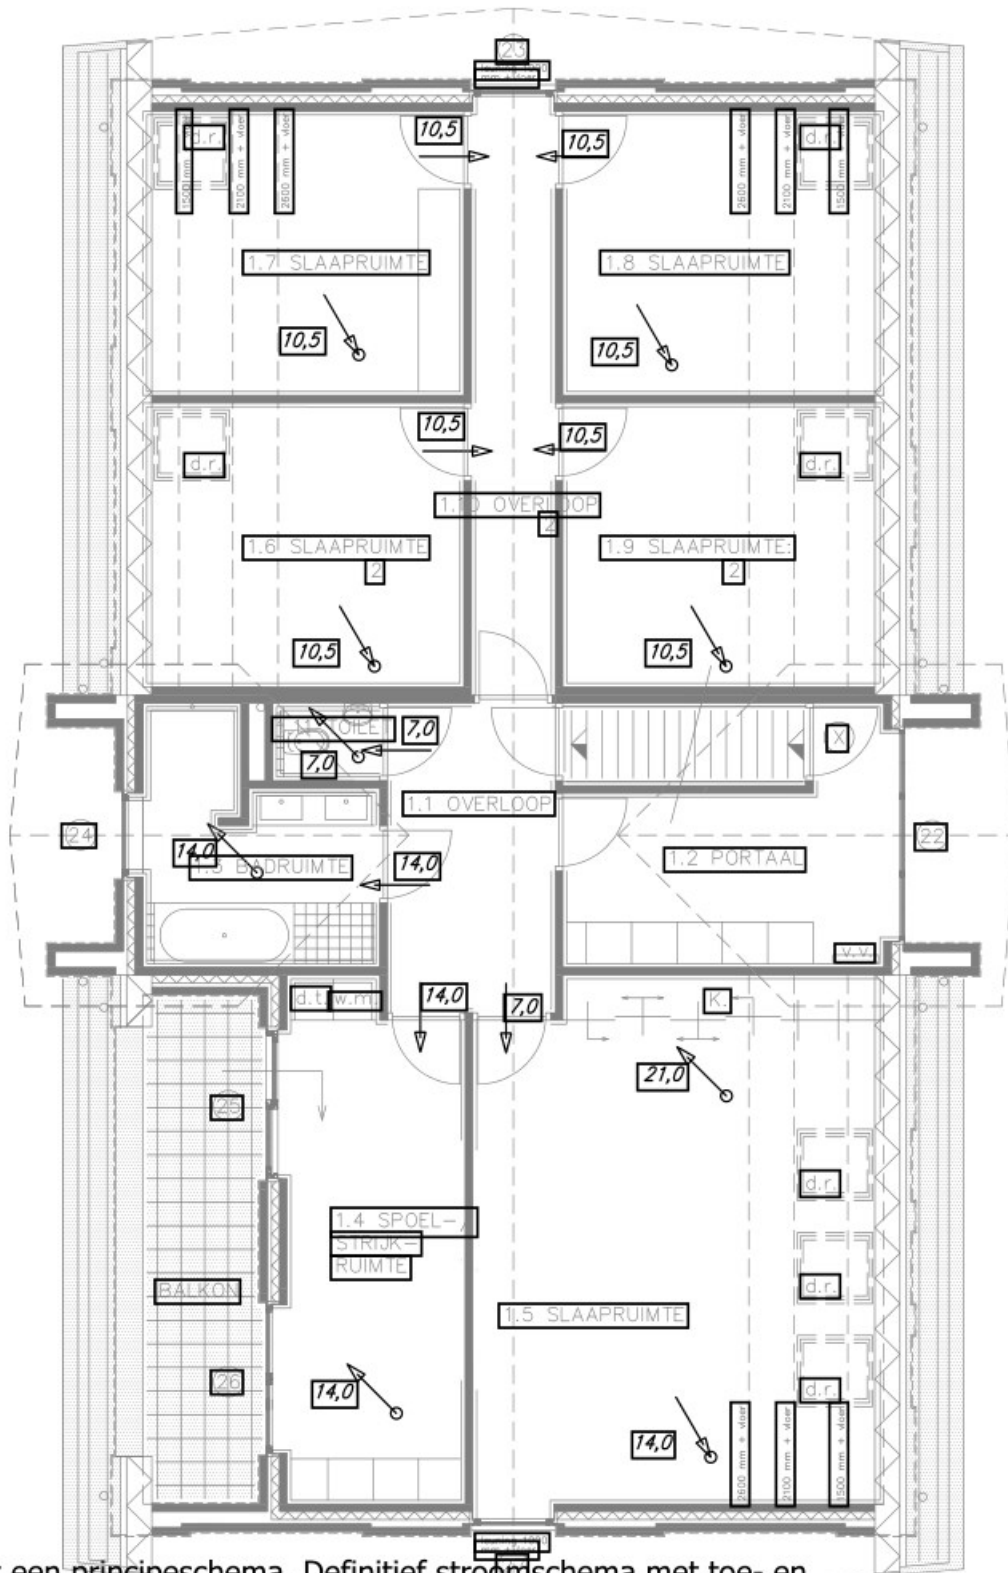 23
10,5
10,5
d.r.
d.r.
1500 mm + vloer
2100 mm + vloer
2600 mm + vloer
2600 mm + vloer
2100 mm + vloer
1500 mm + vloer
1.7 SLAAPRUIMTE
1.8 SLAAPRUIMTE
10,5
10,5
10,5
10,5
d.r.
d.r.
1.10 OVERLOOP
2
1.6 SLAAPRUIMTE
2
1.9 SLAAPRUIMTE:
2
10,5
10,5
7,0
7,0
X
1.1 OVERLOOP
24
22
14,0
1.3 BADRUIMTE
14,0
1.2 PORTAAL
v.v.
d.t.
w.m.
14,0
7,0
K.
21,0
25
d.r.
1.4 SPOEL-/
STRIJK-
RUIMTE
BALKON
d.r.
1.5 SLAAPRUIMTE
26
14,0
d.r.
14,0
2600 mm + vloer
2100 mm + vloer
1500 mm + vloer
een principeschema. Definitief stroomschema met toe- en